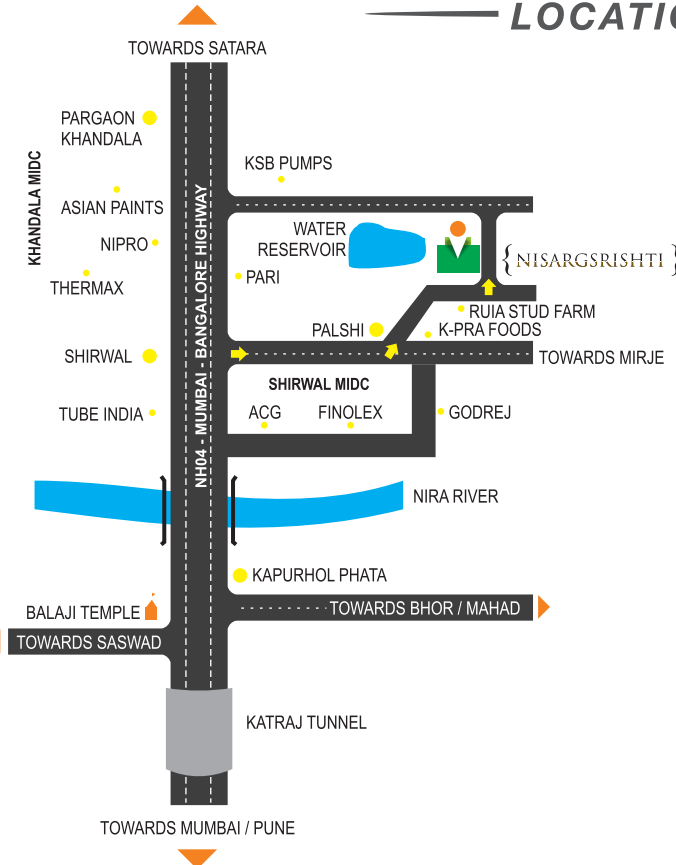 LOCATIO
TOWARDS SATARA
PARGAON
KHANDALA
KHANDALA MIDC
KSB PUMPS
ASIAN PAINTS
NH04 - MUMBAI - BANGALORE HIGHWAY
WATER
RESERVOIR
NIPRO
{NISARGSRISHTI}
PARI
THERMAX
RUIA STUD FARM
PALSHI
K-PRA FOODS
SHIRWAL
TOWARDS MIRJE
SHIRWAL MIDC
TUBE INDIA
ACG
FINOLEX
GODREJ
NIRA RIVER
KAPURHOL PHATA
BALAJI TEMPLE
TOWARDS BHOR / MAHAD
TOWARDS SASWAD
KATRAJ TUNNEL
TOWARDS MUMBAI / PUNE